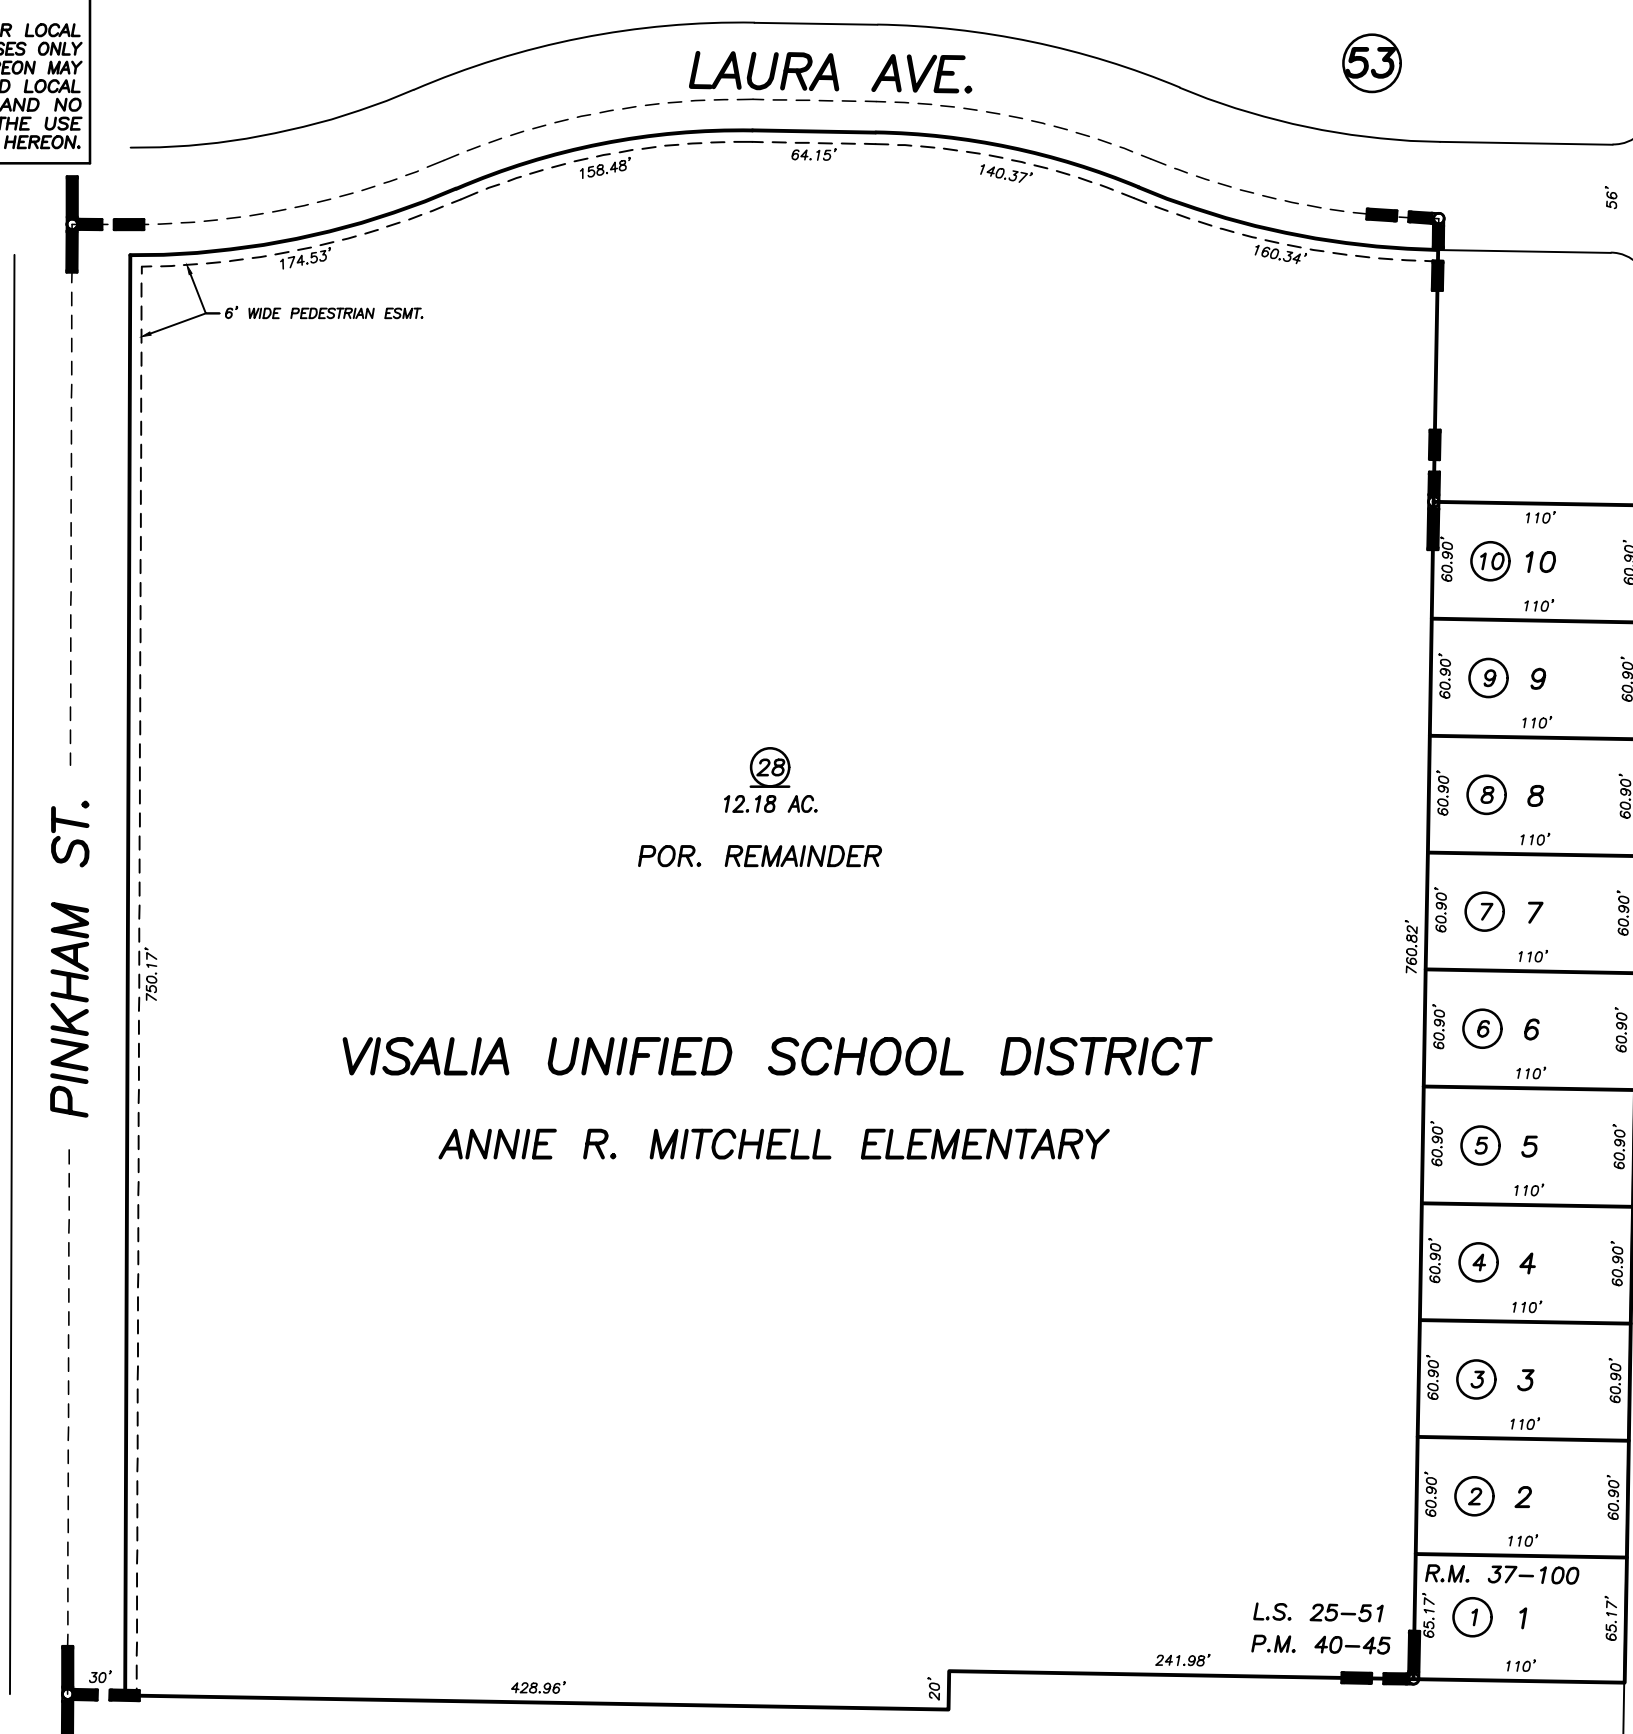 R LOCAL
SES ONLY
EON MAY
D LOCAL
AND NO
THE USE
HEREON.
LAURA AVE.
53
56'
158.48'
64.15'
140.37'
174.53'
160.34'
6' WIDE PEDESTRIAN ESMT.
28
12.18 AC.
POR. REMAINDER
PINKHAM ST.
750.17'
760.82'
VISALIA UNIFIED SCHOOL DISTRICT
ANNIE R. MITCHELL ELEMENTARY
110'
60.90' 10 10 60.90'
110'
60.90' 9 9 60.90'
110'
60.90' 8 8 60.90'
110'
60.90' 7 7 60.90'
110'
60.90' 6 6 60.90'
110'
60.90' 5 5 60.90'
110'
60.90' 4 4 60.90'
110'
60.90' 3 3 60.90'
110'
60.90' 2 2 60.90'
110'
R.M. 37-100
65.17' 1 1 65.17'
110'
L.S. 25-51
P.M. 40-45
30'
428.96'
20'
241.98'